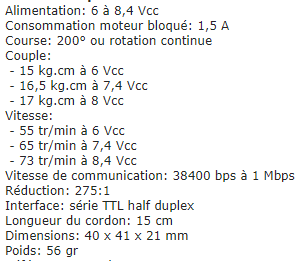 Alimentation: 6 à 8,4 Vcc
Consommation moteur bloqué: 1,5 A
Course: 200° ou rotation continue
Couple:
- 15 kg.cm à 6 Vcc
- 16,5 kg.cm à 7,4 Vcc
- 17 kg.cm à 8 Vcc
Vitesse:
- 55 tr/min à 6 Vcc
- 65 tr/min à 7,4 Vcc
- 73 tr/min à 8,4 Vcc
Vitesse de communication: 38400 bps à 1 Mbps
Réduction: 275:1
Interface: série TTL half duplex
Longueur du cordon: 15 cm
Dimensions: 40 x 41 x 21 mm
Poids: 56 gr